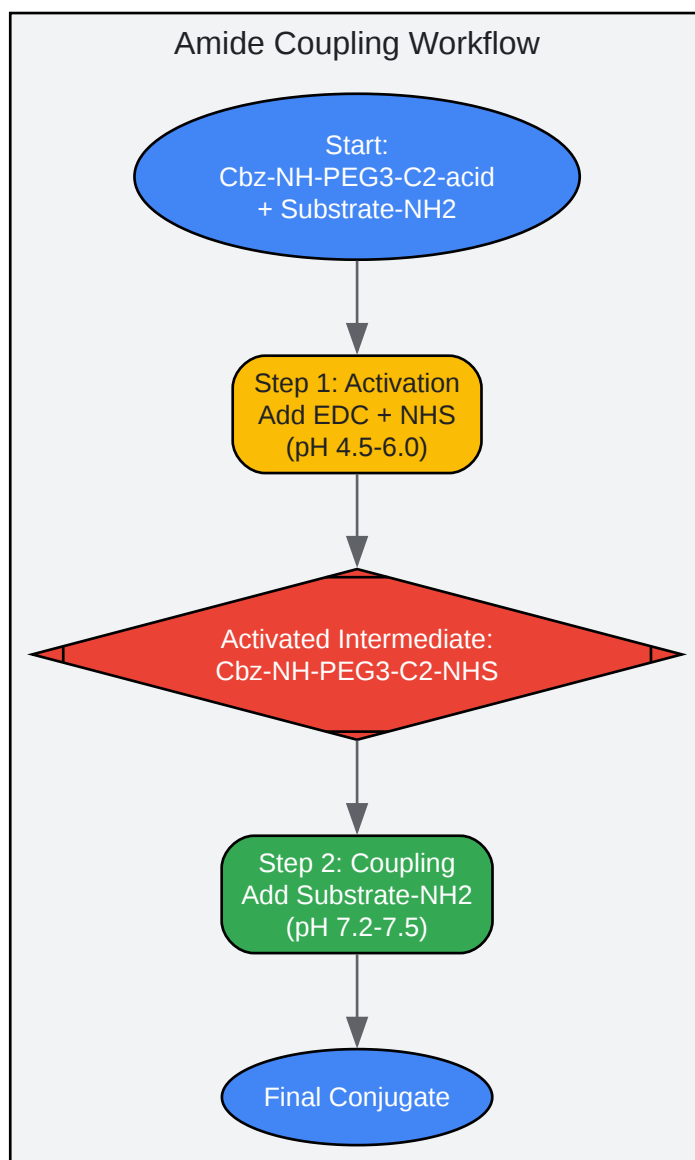 Amide Coupling Workflow
Start:
Cbz-NH-PEG3-C2-acid
+ Substrate-NH2
Step 1: Activation
Add EDC + NHS
(pH 4.5-6.0)
Activated Intermediate:
Cbz-NH-PEG3-C2-NHS
Step 2: Coupling
Add Substrate-NH2
(pH 7.2-7.5)
Final Conjugate